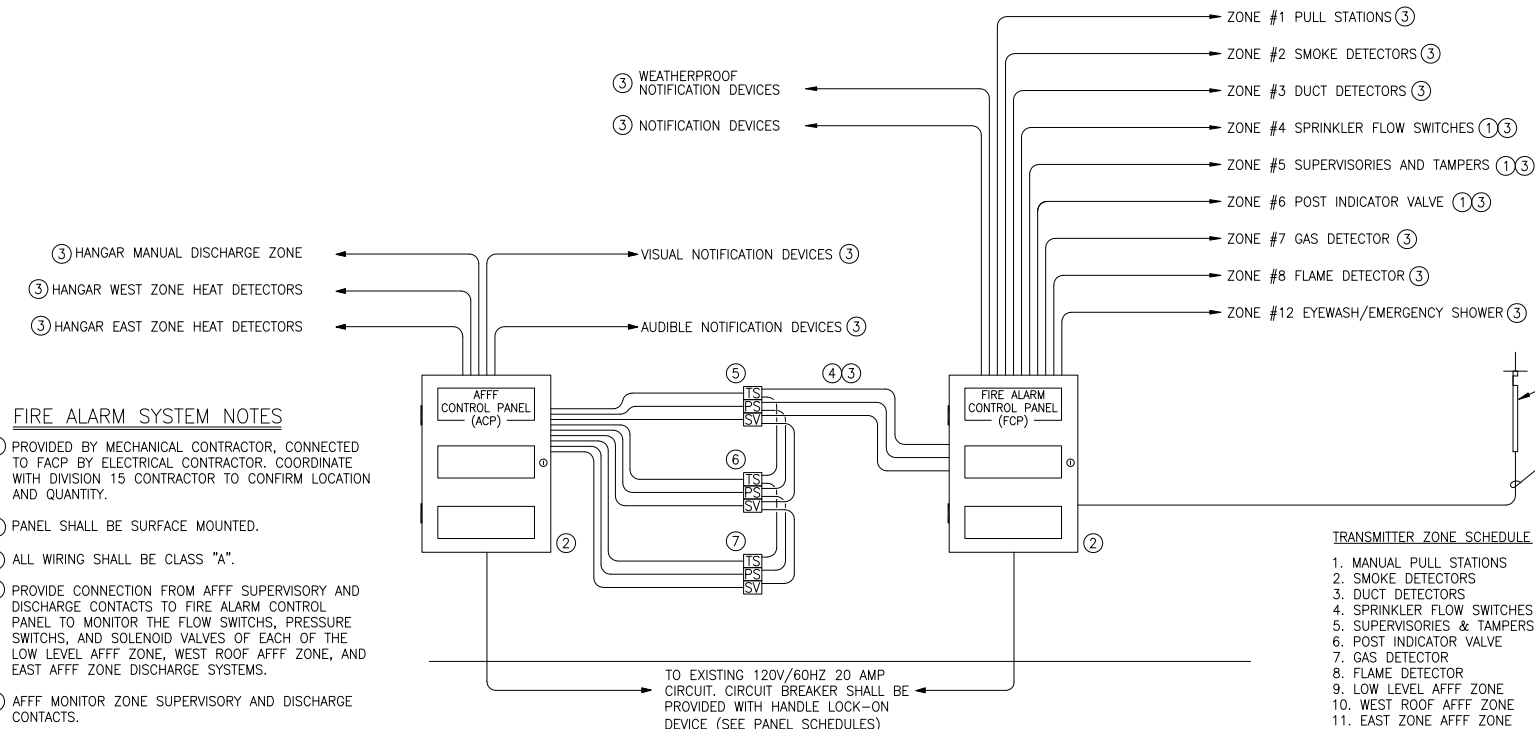 ZONE #1 PULL STATIONS 3
ZONE #2 SMOKE DETECTORS 3
3 WEATHERPROOF
NOTIFICATION DEVICES
ZONE #3 DUCT DETECTORS 3
3 NOTIFICATION DEVICES
ZONE #4 SPRINKLER FLOW SWITCHES 1 3
ZONE #5 SUPERVISORIES AND TAMPERS 1 3
ZONE #6 POST INDICATOR VALVE 1 3
ZONE #7 GAS DETECTOR 3
ZONE #8 FLAME DETECTOR 3
ZONE #12 EYEWASH/EMERGENCY SHOWER 3
3 HANGAR MANUAL DISCHARGE ZONE
3 HANGAR WEST ZONE HEAT DETECTORS
3 HANGAR EAST ZONE HEAT DETECTORS
VISUAL NOTIFICATION DEVICES 3
AUDIBLE NOTIFICATION DEVICES 3
AFFF
CONTROL PANEL
(ACP)
2
5
TS
PS
SV
6
TS
PS
SV
7
TS
PS
SV
4 3
FIRE ALARM
CONTROL PANEL
(FCP)
2
FIRE ALARM SYSTEM NOTES
PROVIDED BY MECHANICAL CONTRACTOR, CONNECTED
TO FACP BY ELECTRICAL CONTRACTOR. COORDINATE
WITH DIVISION 15 CONTRACTOR TO CONFIRM LOCATION
AND QUANTITY.
PANEL SHALL BE SURFACE MOUNTED.
ALL WIRING SHALL BE CLASS "A".
PROVIDE CONNECTION FROM AFFF SUPERVISORY AND
DISCHARGE CONTACTS TO FIRE ALARM CONTROL
PANEL TO MONITOR THE FLOW SWITCHS, PRESSURE
SWITCHS, AND SOLENOID VALVES OF EACH OF THE
LOW LEVEL AFFF ZONE, WEST ROOF AFFF ZONE, AND
EAST AFFF ZONE DISCHARGE SYSTEMS.
AFFF MONITOR ZONE SUPERVISORY AND DISCHARGE
CONTACTS.
TO EXISTING 120V/60HZ 20 AMP
CIRCUIT. CIRCUIT BREAKER SHALL BE
PROVIDED WITH HANDLE LOCK-ON
DEVICE (SEE PANEL SCHEDULES)
TRANSMITTER ZONE SCHEDULE
1. MANUAL PULL STATIONS
2. SMOKE DETECTORS
3. DUCT DETECTORS
4. SPRINKLER FLOW SWITCHES
5. SUPERVISORIES & TAMPERS
6. POST INDICATOR VALVE
7. GAS DETECTOR
8. FLAME DETECTOR
9. LOW LEVEL AFFF ZONE
10. WEST ROOF AFFF ZONE
11. EAST ZONE AFFF ZONE